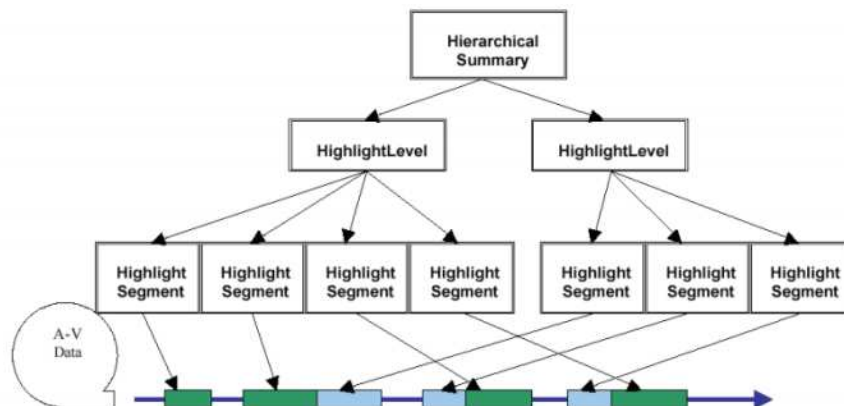 Hierarchical
Summary
HighlightLevel
HighlightLevel
Highlight
Segment
Highlight
Segment
Highlight
Segment
Highlight
Segment
Highlight
Segment
Highlight
Segment
Highlight
Segment
A-V
Data